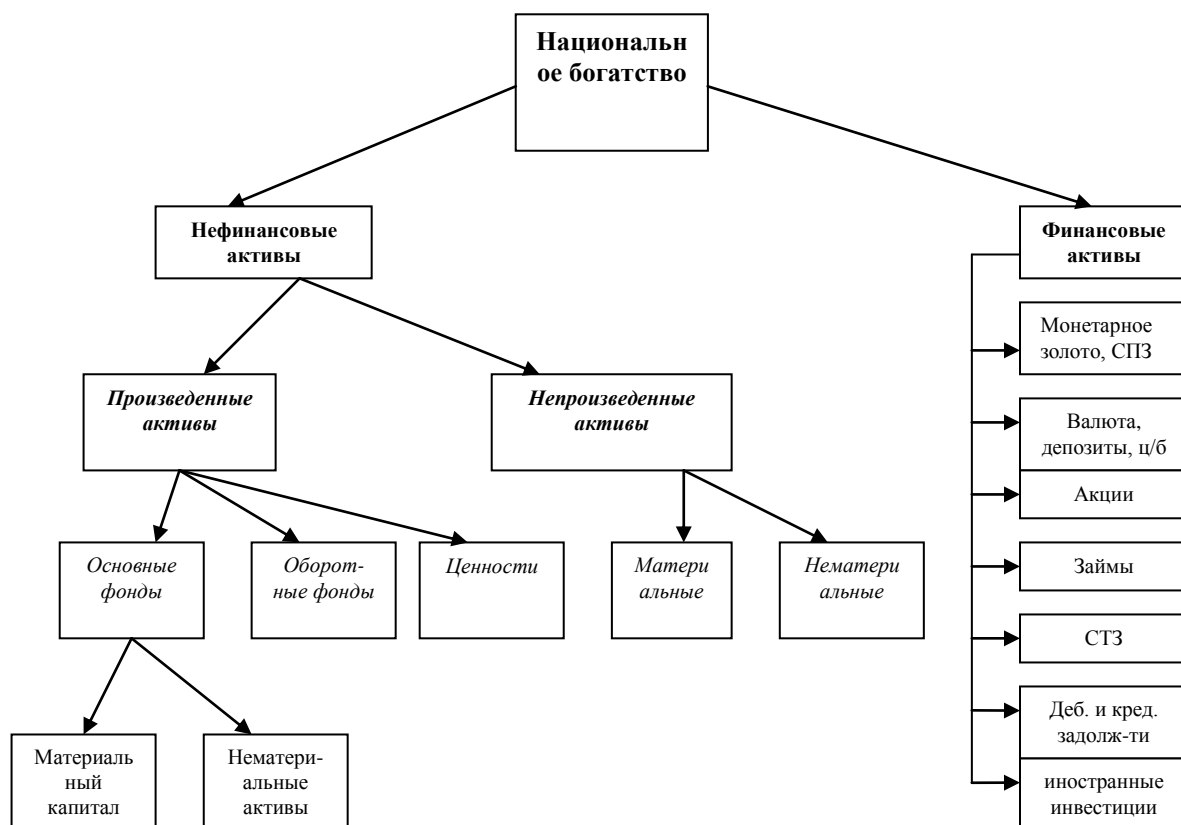 Национальн
ое богатство
Нефинансовые
активы
Финансовые
активы
Монетарное
золото, СПЗ
Произведенные
активы
Непроизведенные
активы
Валюта,
депозиты, ц/б
Акции
Основные
фонды
Оборот-
ные фонды
Ценности
Матери
альные
Нематери
альные
Займы
СТЗ
Деб. и кред.
задолж-ти
Материаль
ный
капитал
Нематери-
альные
активы
иностранные
инвестиции